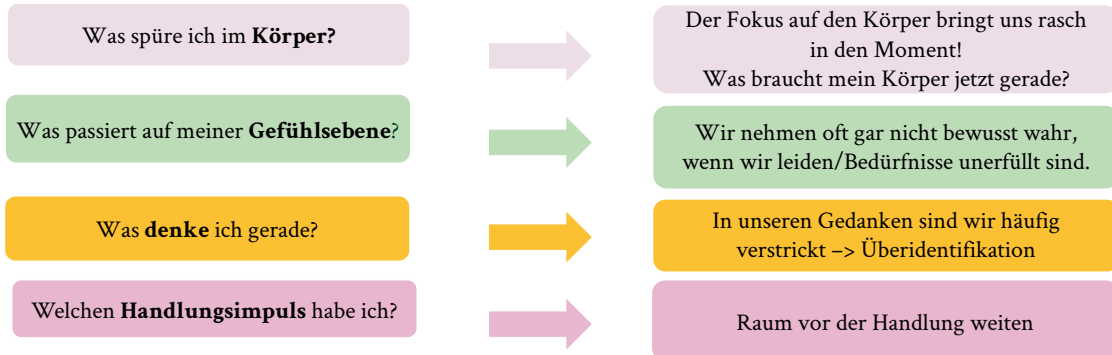 Was spüre ich im Körper?
Der Fokus auf den Körper bringt uns rasch
in den Moment!
Was braucht mein Körper jetzt gerade?
Was passiert auf meiner Gefühlsebene?
Wir nehmen oft gar nicht bewusst wahr,
wenn wir leiden/Bedürfnisse unerfüllt sind.
Was denke ich gerade?
In unseren Gedanken sind wir häufig
verstrickt –> Überidentifikation
Welchen Handlungsimpuls habe ich?
Raum vor der Handlung weiten